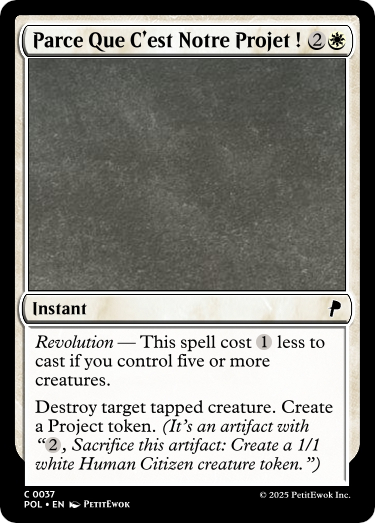 Parce Que C'est Notre Projet ! 2
Instant
Revolution — This spell cost 1 less to
cast if you control five or more
creatures.
Destroy target tapped creature. Create
a Project token. (It's an artifact with
“2, Sacrifice this artifact: Create a 1/1
white Human Citizen creature token.”)
C 0037
POL • EN PetitEwok
© 2025 PetitEwok Inc.